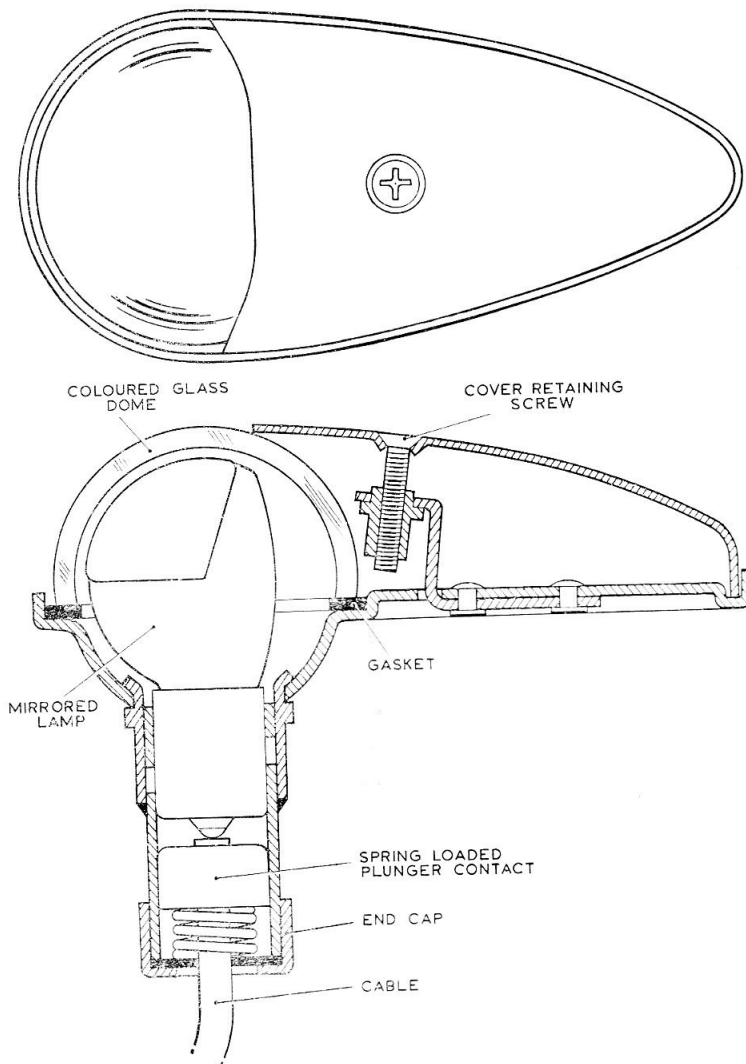 COLOURED GLASS
DOME
COVER RETAINING
SCREW
GASKET
MIRRORED
LAMP
SPRING LOADED
PLUNGER CONTACT
END CAP
CABLE